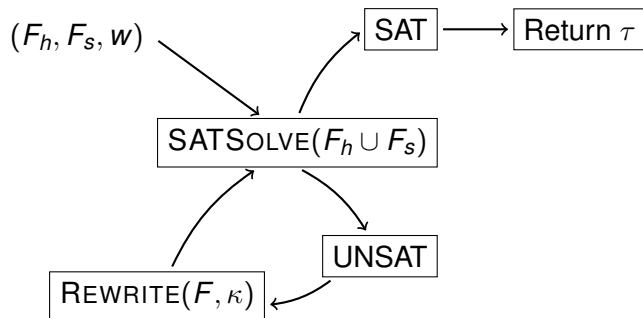 (F_h, F_s, w)
SAT
Return τ
SATSOLVE(F_h ∪ F_s)
UNSAT
REWRITE(F, κ)